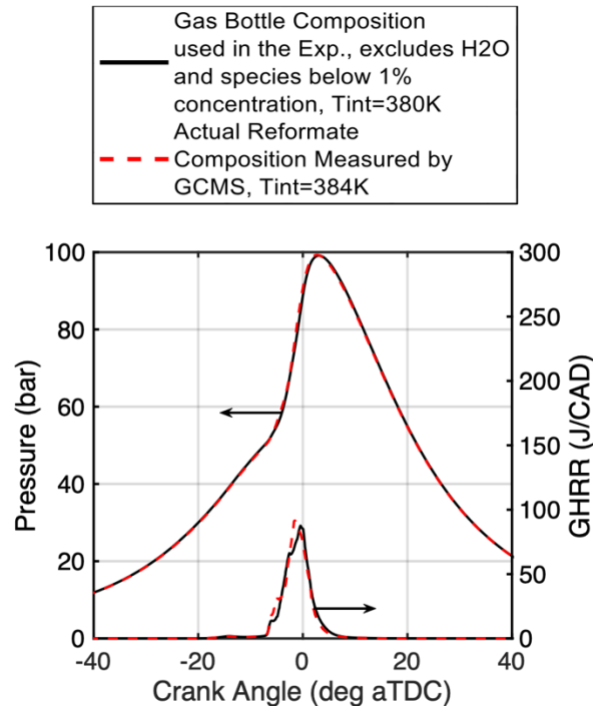 Gas Bottle Composition
used in the Exp., excludes H2O
and species below 1%
concentration, Tint=380K
Actual Reformate
Composition Measured by
GCMS, Tint=384K
100
80
60
40
20
0
Pressure (bar)
300
250
200
150
100
50
0
GHRR (J/CAD)
-40
-20
0
20
40
Crank Angle (deg aTDC)